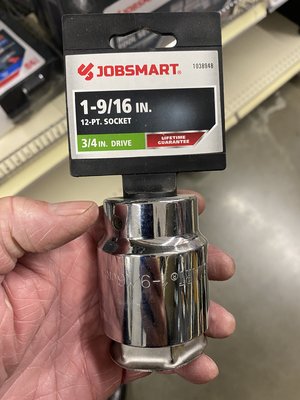 JOBSMART®
1038948
1-9/16 IN.
12-PT. SOCKET
3/4 IN. DRIVE
LIFETIME
GUARANTEE